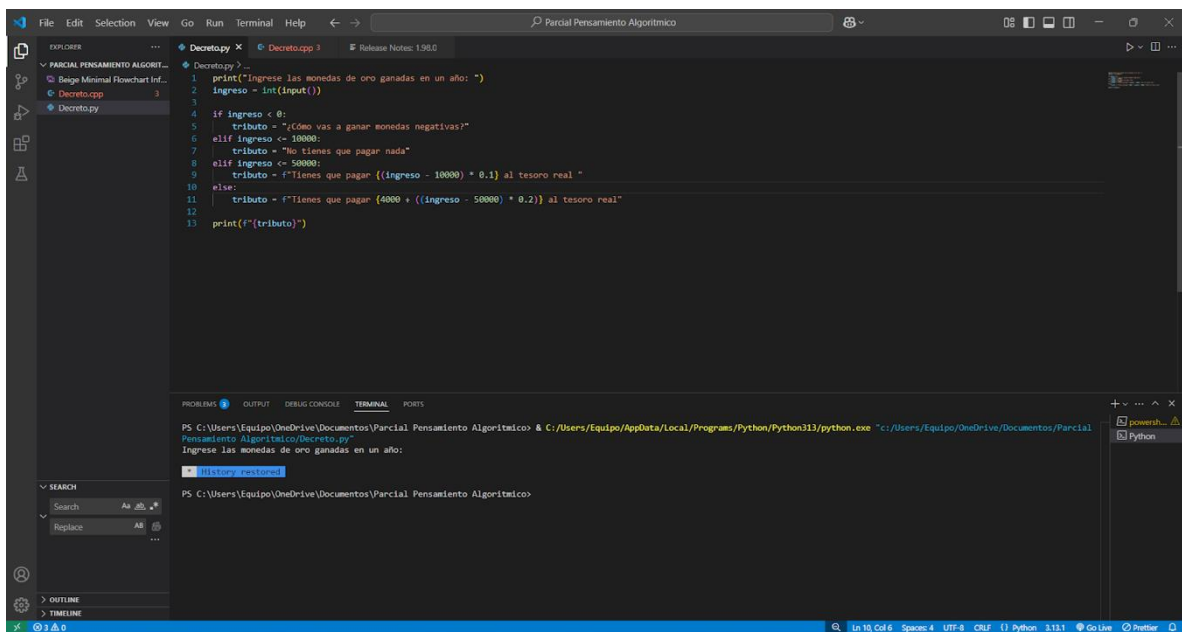 File Edit Selection View Go Run Terminal Help
Parcial Pensamiento Algoritmico
EXPLORER
PARCIAL PENSAMIENTO ALGORIT...
Beige Minimal Flowchart Inf...
Decreto.cpp 3
Decreto.py
Decreto.py
Decreto.cpp 3
Release Notes: 1.98.0
Decreto.py > ...
1 print("Ingrese las monedas de oro ganadas en un año: ")
2 ingreso = int(input())
3
4 if ingreso < 0:
5 tributo = "¿Cómo vas a ganar monedas negativas?"
6 elif ingreso <= 10000:
7 tributo = "No tienes que pagar nada"
8 elif ingreso <= 50000:
9 tributo = f"Tienes que pagar {(ingreso - 10000) * 0.1} al tesoro real "
10 else:
11 tributo = f"Tienes que pagar {4000 + ((ingreso - 50000) * 0.2)} al tesoro real"
12
13 print(f"{tributo}")
PROBLEMS 3 OUTPUT DEBUG CONSOLE TERMINAL PORTS
PS C:\Users\Equipo\OneDrive\Documentos\Parcial Pensamiento Algoritmico> & C:/Users/Equipo/AppData/Local/Programs/Python/Python313/python.exe "c:/Users/Equipo/OneDrive/Documentos/Parcial
Pensamiento Algoritmico/Decreto.py"
Ingrese las monedas de oro ganadas en un año:
* History restored
PS C:\Users\Equipo\OneDrive\Documentos\Parcial Pensamiento Algoritmico>
powersh...
Python
SEARCH
Search Aa ab .*
Replace AB
...
OUTLINE
TIMELINE
3 0
Ln 10, Col 6 Spaces: 4 UTF-8 CRLF {} Python 3.13.1 Go Live Prettier